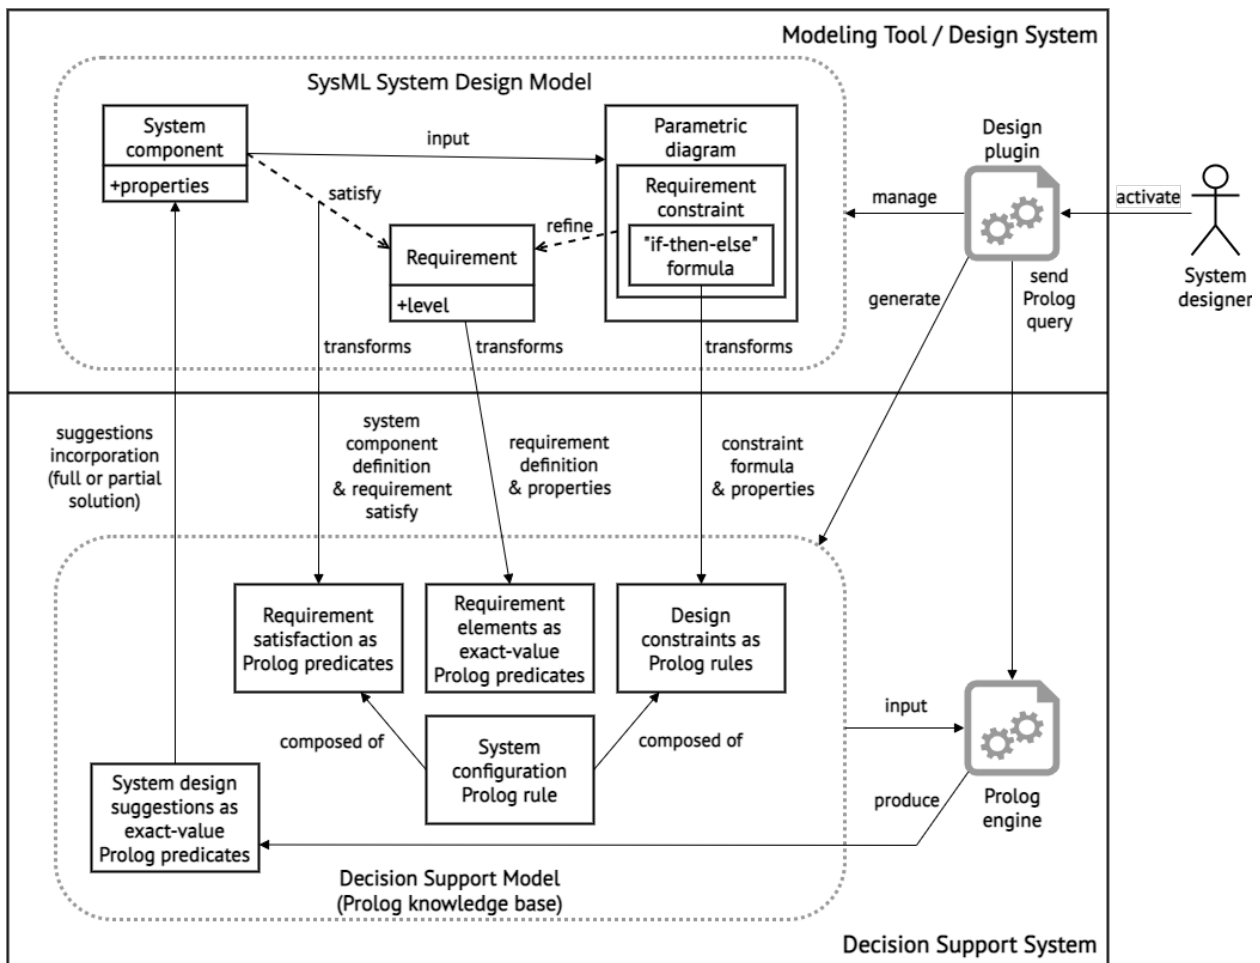 Modeling Tool / Design System
SysML System Design Model
System
component
+properties
input
Parametric
diagram
Requirement
constraint
"if-then-else"
formula
satisfy
refine
Requirement
+level
Design
plugin
manage
activate
System
designer
generate
send
Prolog
query
transforms
transforms
transforms
suggestions
incorporation
(full or partial
solution)
system
component
definition
& requirement
satisfy
requirement
definition
& properties
constraint
formula
& properties
Requirement
satisfaction as
Prolog predicates
Requirement
elements as
exact-value
Prolog predicates
Design
constraints as
Prolog rules
composed of
System
configuration
Prolog rule
composed of
input
System design
suggestions as
exact-value
Prolog predicates
produce
Prolog
engine
Decision Support Model
(Prolog knowledge base)
Decision Support System